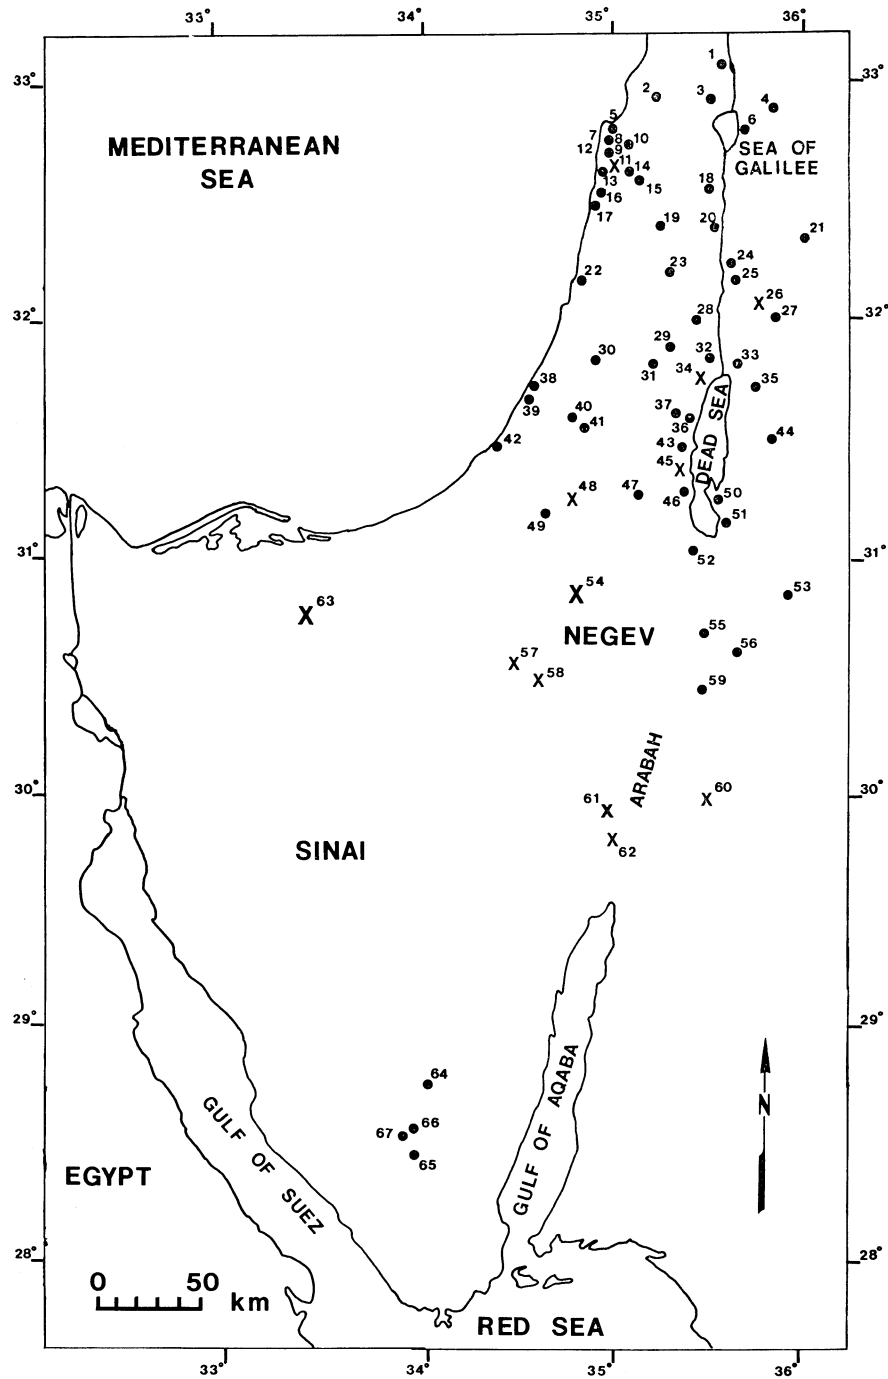 33° 34° 35° 36°
33° 33°
1
2 3 4
5 6
7 8 10
12 9
11 14
13 15
16
17
MEDITERRANEAN
SEA
SEA OF
GALILEE
18
19 20 21
22 23 24
25
26
27
28
32° 32°
29 32 33
30 31 34 35
38
39
40 37
41 36
DEAD SEA
42 43 44
45
48 47 46 50
49 51
52
31° 31°
63 54 53
NEGEV
55
57 56
58
59
ARABAH
30° 30°
61 60
62
SINAI
29° 29°
64
66
67
65
GULF OF SUEZ
GULF OF AQABA
N
EGYPT
28° 28°
0 50
km
RED SEA
33° 34° 35° 36°